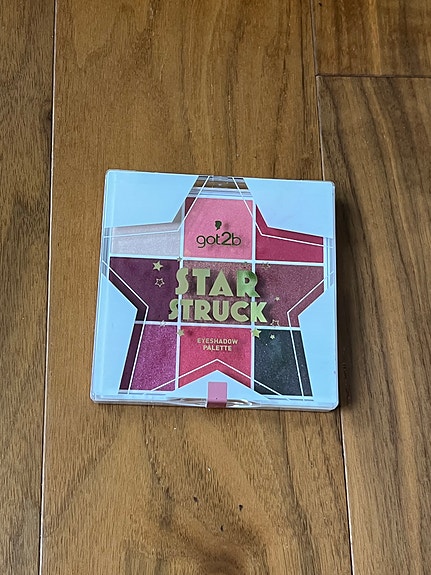 got2b
STAR
STRUCK
EYESHADOW
PALETTE